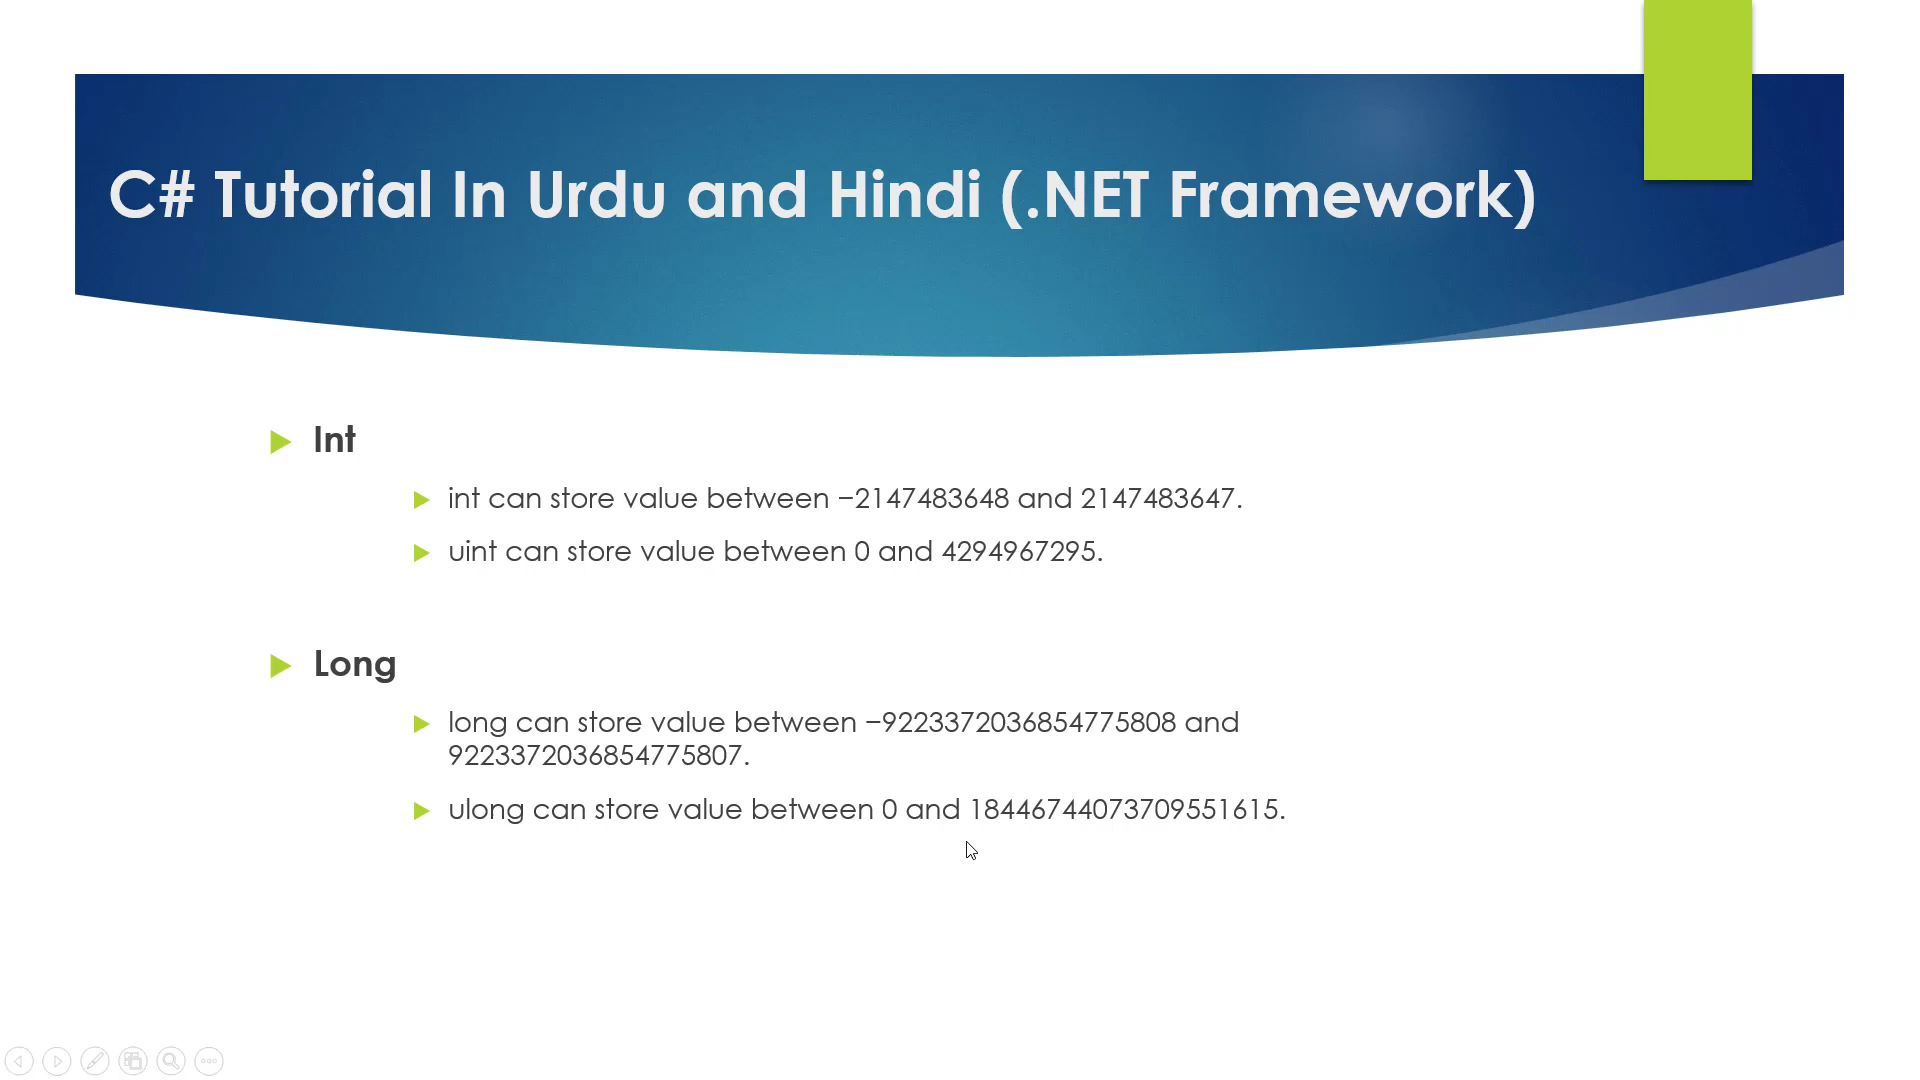 C# Tutorial In Urdu and Hindi (.NET Framework)
Int
int can store value between −2147483648 and 2147483647.
uint can store value between 0 and 4294967295.
Long
long can store value between −9223372036854775808 and
9223372036854775807.
ulong can store value between 0 and 18446744073709551615.